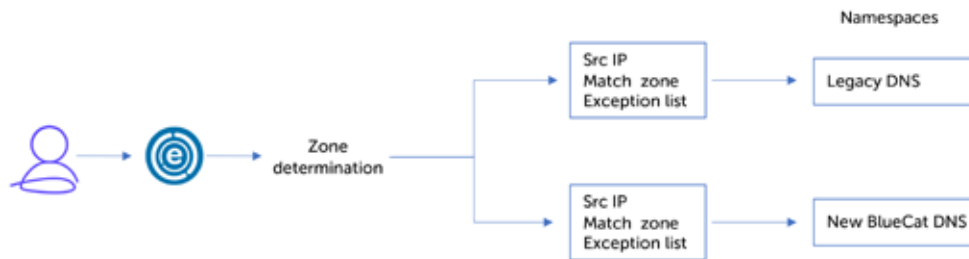 Namespaces
Src IP
Match zone
Exception list
Legacy DNS
e
Zone
determination
Src IP
Match zone
Exception list
New BlueCat DNS